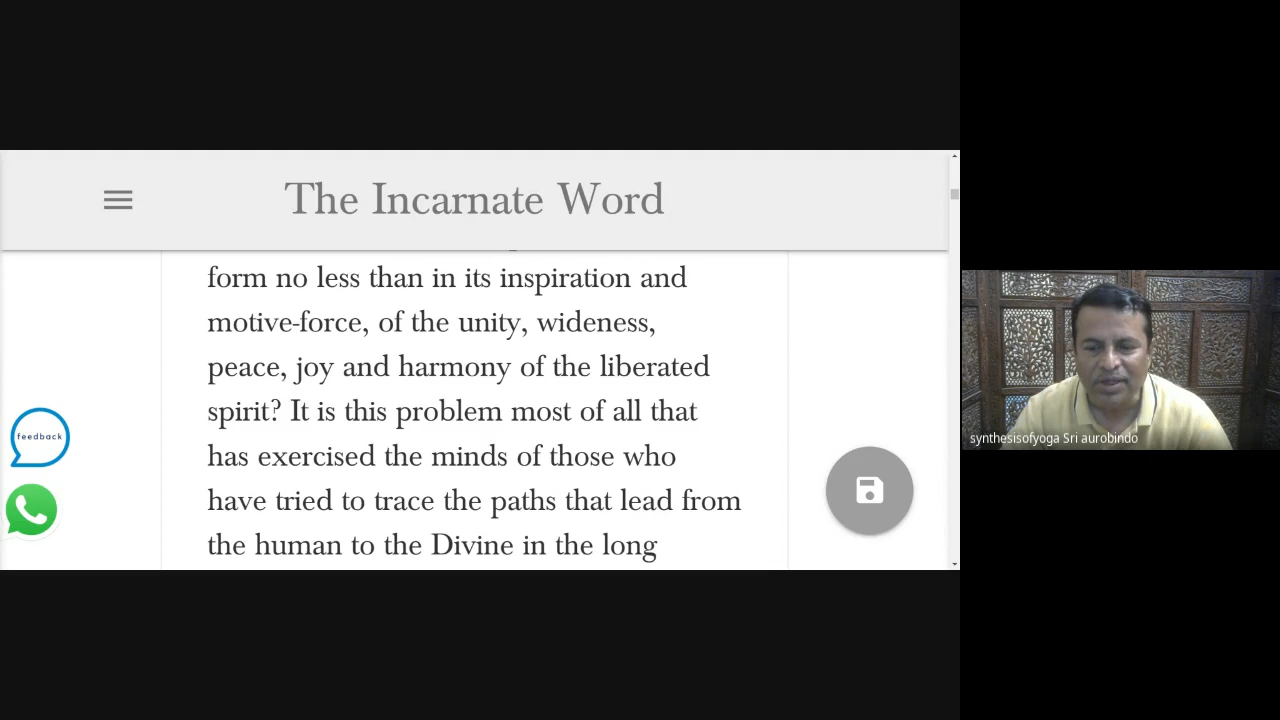 The Incarnate Word
form no less than in its inspiration and
motive-force, of the unity, wideness,
peace, joy and harmony of the liberated
spirit? It is this problem most of all that
has exercised the minds of those who
have tried to trace the paths that lead from
the human to the Divine in the long
feedback
synthesisofyoga Sri aurobindo